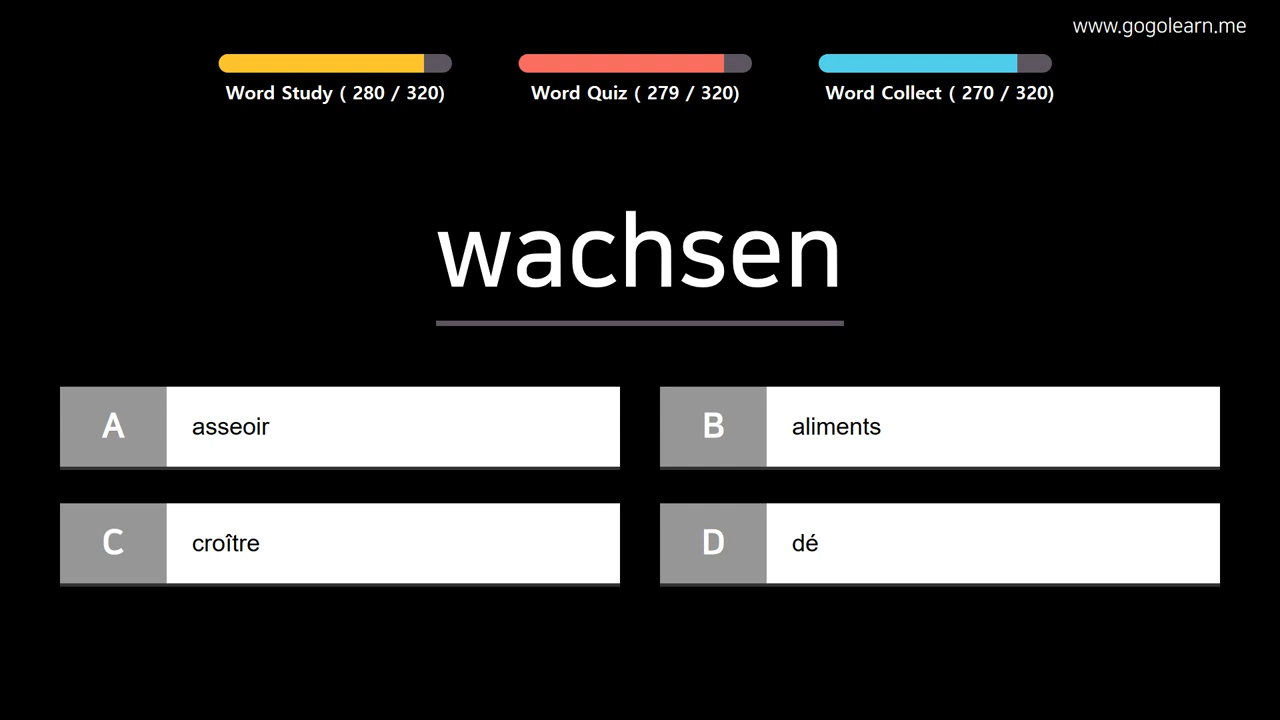 www.gogolearn.me
Word Study ( 280 / 320)
Word Quiz ( 279 / 320)
Word Collect ( 270 / 320)
wachsen
A asseoir
B aliments
C croître
D dé